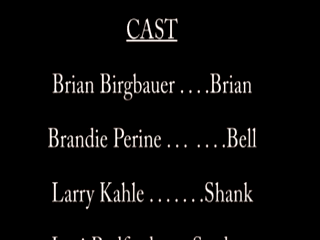 CAST
Brian Birgbauer . . . .Brian
Brandie Perine . . . . . . .Bell
Larry Kahle . . . . . . .Shank